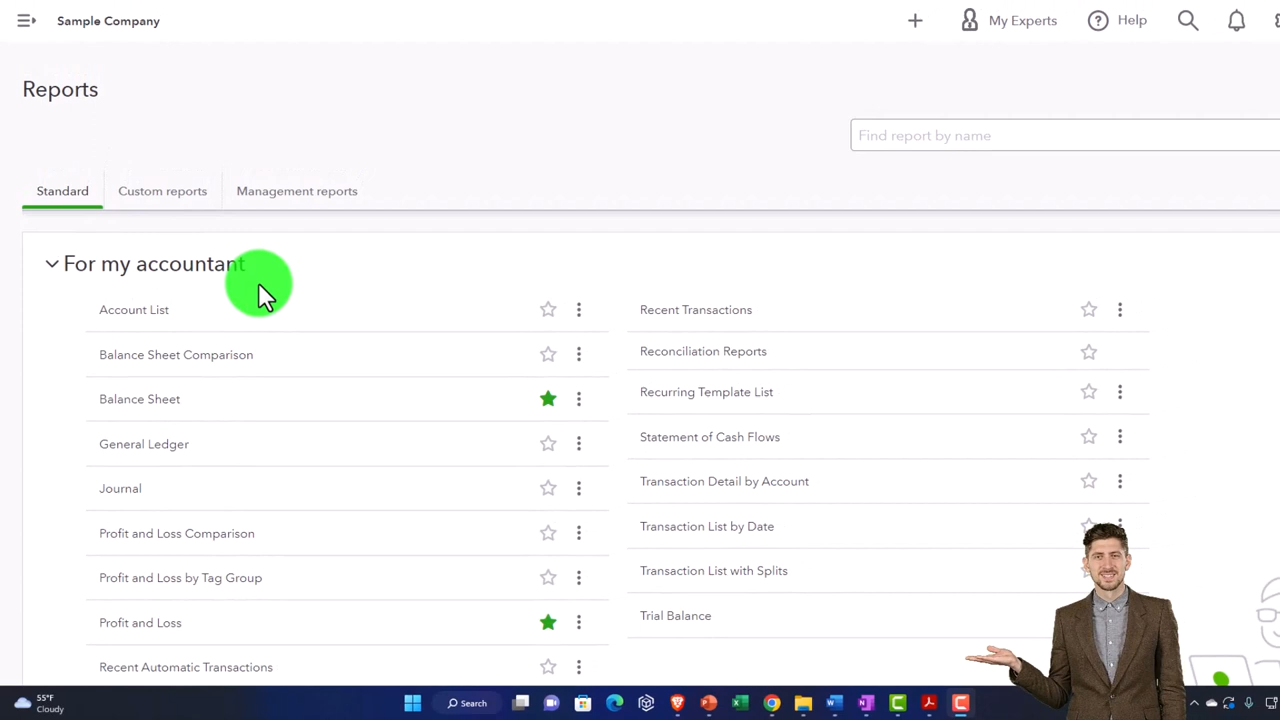 Sample Company
My Experts
Help
Reports
Find report by name
Standard
Custom reports
Management reports
For my accountant
Account List
Balance Sheet Comparison
Balance Sheet
General Ledger
Journal
Profit and Loss Comparison
Profit and Loss by Tag Group
Profit and Loss
Recent Automatic Transactions
Recent Transactions
Reconciliation Reports
Recurring Template List
Statement of Cash Flows
Transaction Detail by Account
Transaction List by Date
Transaction List with Splits
Trial Balance
55°F
Cloudy
Search